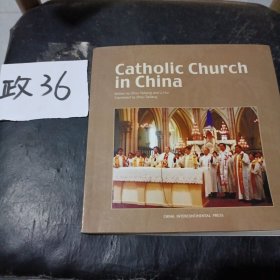 政36
Catholic Church
in China
CHINA INTERCONTINENTAL PRESS